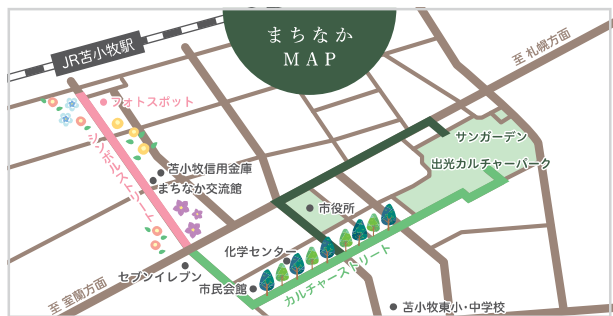 まちなか
MAP
JR苫小牧駅
至 札幌方面
フォトスポット
サンガーデン
シンボルストリート
出光カルチャーパーク
苫小牧信用金庫
まちなか交流館
市役所
化学センター
セブンイレブン
市民会館
カルチャーストリート
至 室蘭方面
苫小牧東小・中学校